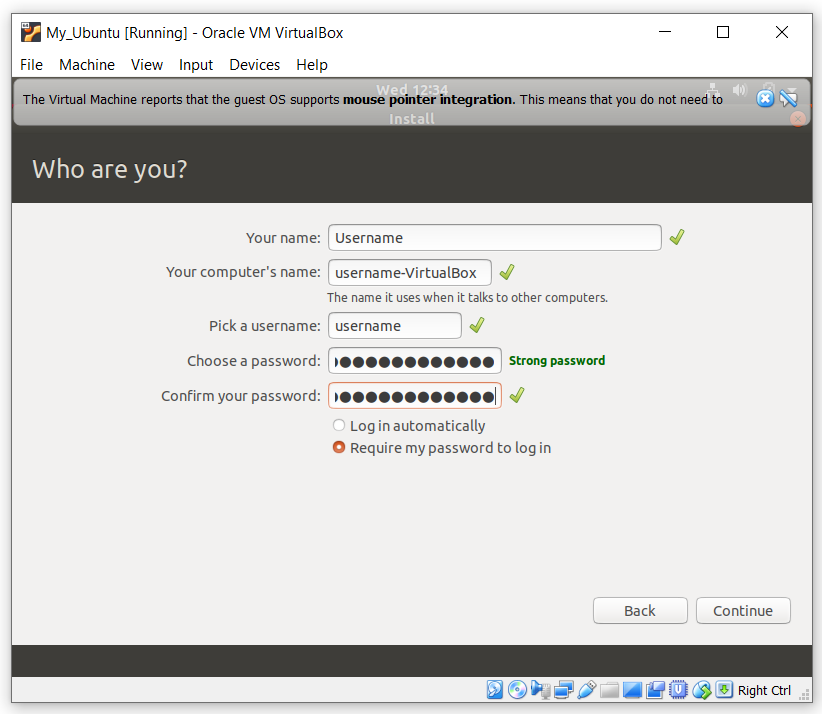 My_Ubuntu [Running] - Oracle VM VirtualBox
File Machine View Input Devices Help
Wed 12:34
The Virtual Machine reports that the guest OS supports mouse pointer integration. This means that you do not need to
Install
Who are you?
Your name: Username
Your computer's name: username-VirtualBox
The name it uses when it talks to other computers.
Pick a username: username
Choose a password: Strong password
Confirm your password:
Log in automatically
Require my password to log in
Back Continue
Right Ctrl